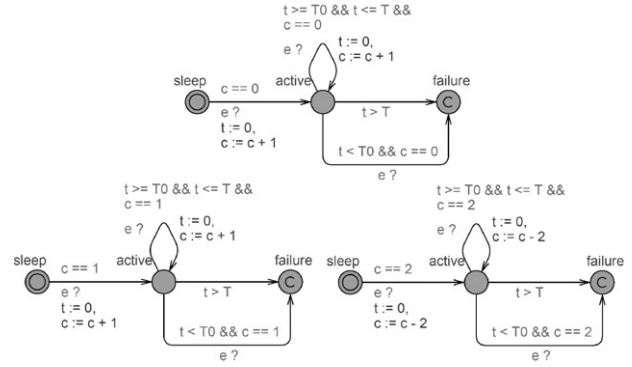 t >= T0 && t <= T &&
c == 0
e ?
t := 0,
c := c + 1
sleep
c == 0
active
failure
C
e ?
t := 0,
c := c + 1
t > T
t < T0 && c == 0
e ?
t >= T0 && t <= T &&
c == 1
e ?
t := 0,
c := c + 1
sleep
c == 1
active
failure
C
e ?
t := 0,
c := c + 1
t > T
t < T0 && c == 1
e ?
t >= T0 && t <= T &&
c == 2
e ?
t := 0,
c := c - 2
sleep
c == 2
active
failure
C
e ?
t := 0,
c := c - 2
t > T
t < T0 && c == 2
e ?